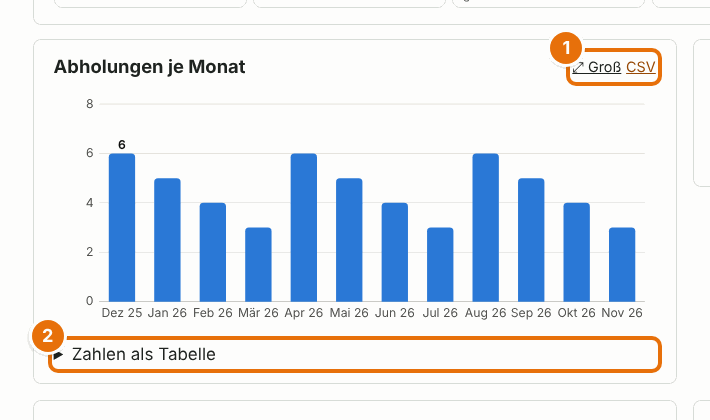 Abholungen je Monat
1
Groß CSV
8
6
4
2
0
6
Dez 25 Jan 26 Feb 26 Mär 26 Apr 26 Mai 26 Jun 26 Jul 26 Aug 26 Sep 26 Okt 26 Nov 26
2
Zahlen als Tabelle